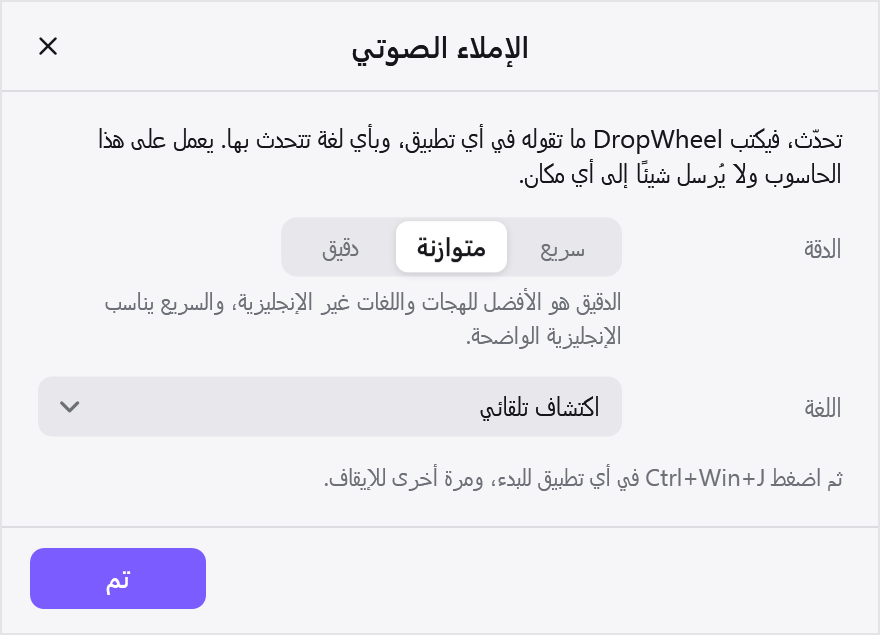 الإملاء الصوتي
تحدّث، فيكتب DropWheel ما تقوله في أي تطبيق، وبأي لغة تتحدث بها. يعمل على هذا
الحاسوب ولا يُرسل شيئًا إلى أي مكان.
الدقة
سريع متوازنة دقيق
الدقيق هو الأفضل للهجات واللغات غير الإنجليزية، والسريع يناسب
الإنجليزية الواضحة.
اللغة
اكتشاف تلقائي
ثم اضغط Ctrl+Win+J في أي تطبيق للبدء، ومرة أخرى للإيقاف.
تم